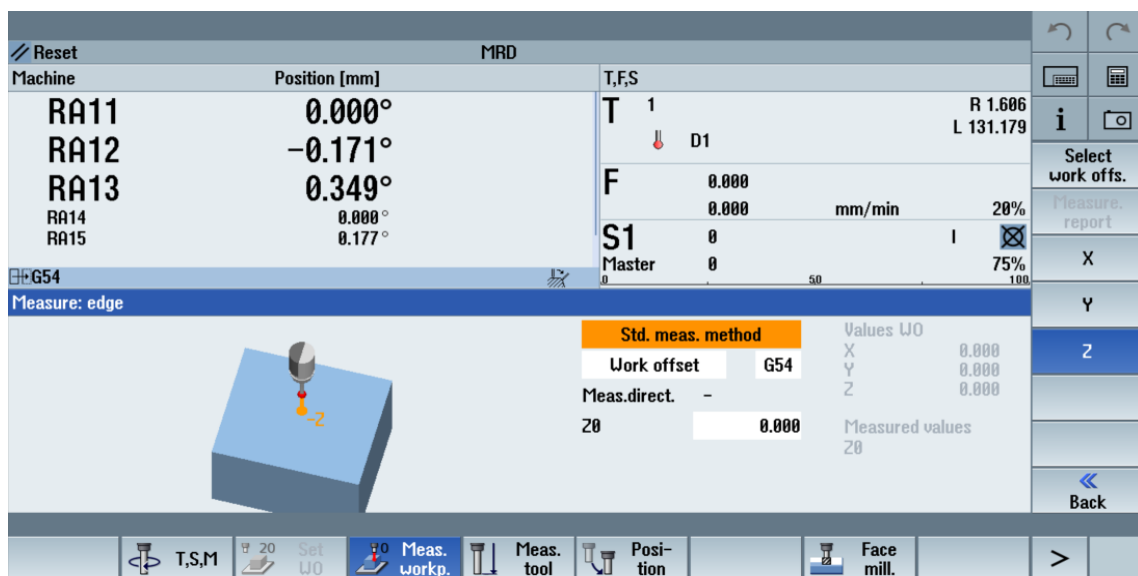 Reset MRD
Machine Position [mm]
RA11 0.000°
RA12 -0.171°
RA13 0.349°
RA14 0.000°
RA15 0.177°
G54
T,F,S
T 1 R 1.606
D1 L 131.179
F 0.000
0.000 mm/min 20%
S1 0 I
Master 0 75%
0 50 100
Measure: edge
-Z
Std. meas. method
Work offset G54
Meas.direct. -
Z0 0.000
Values WO
X 0.000
Y 0.000
Z 0.000
Measured values
Z0
i
Select
work offs.
Measure.
report
X
Y
Z
«
Back
T,S,M
20 Set
WO
0 Meas.
workp.
Meas.
tool
Posi-
tion
Face
mill.
>